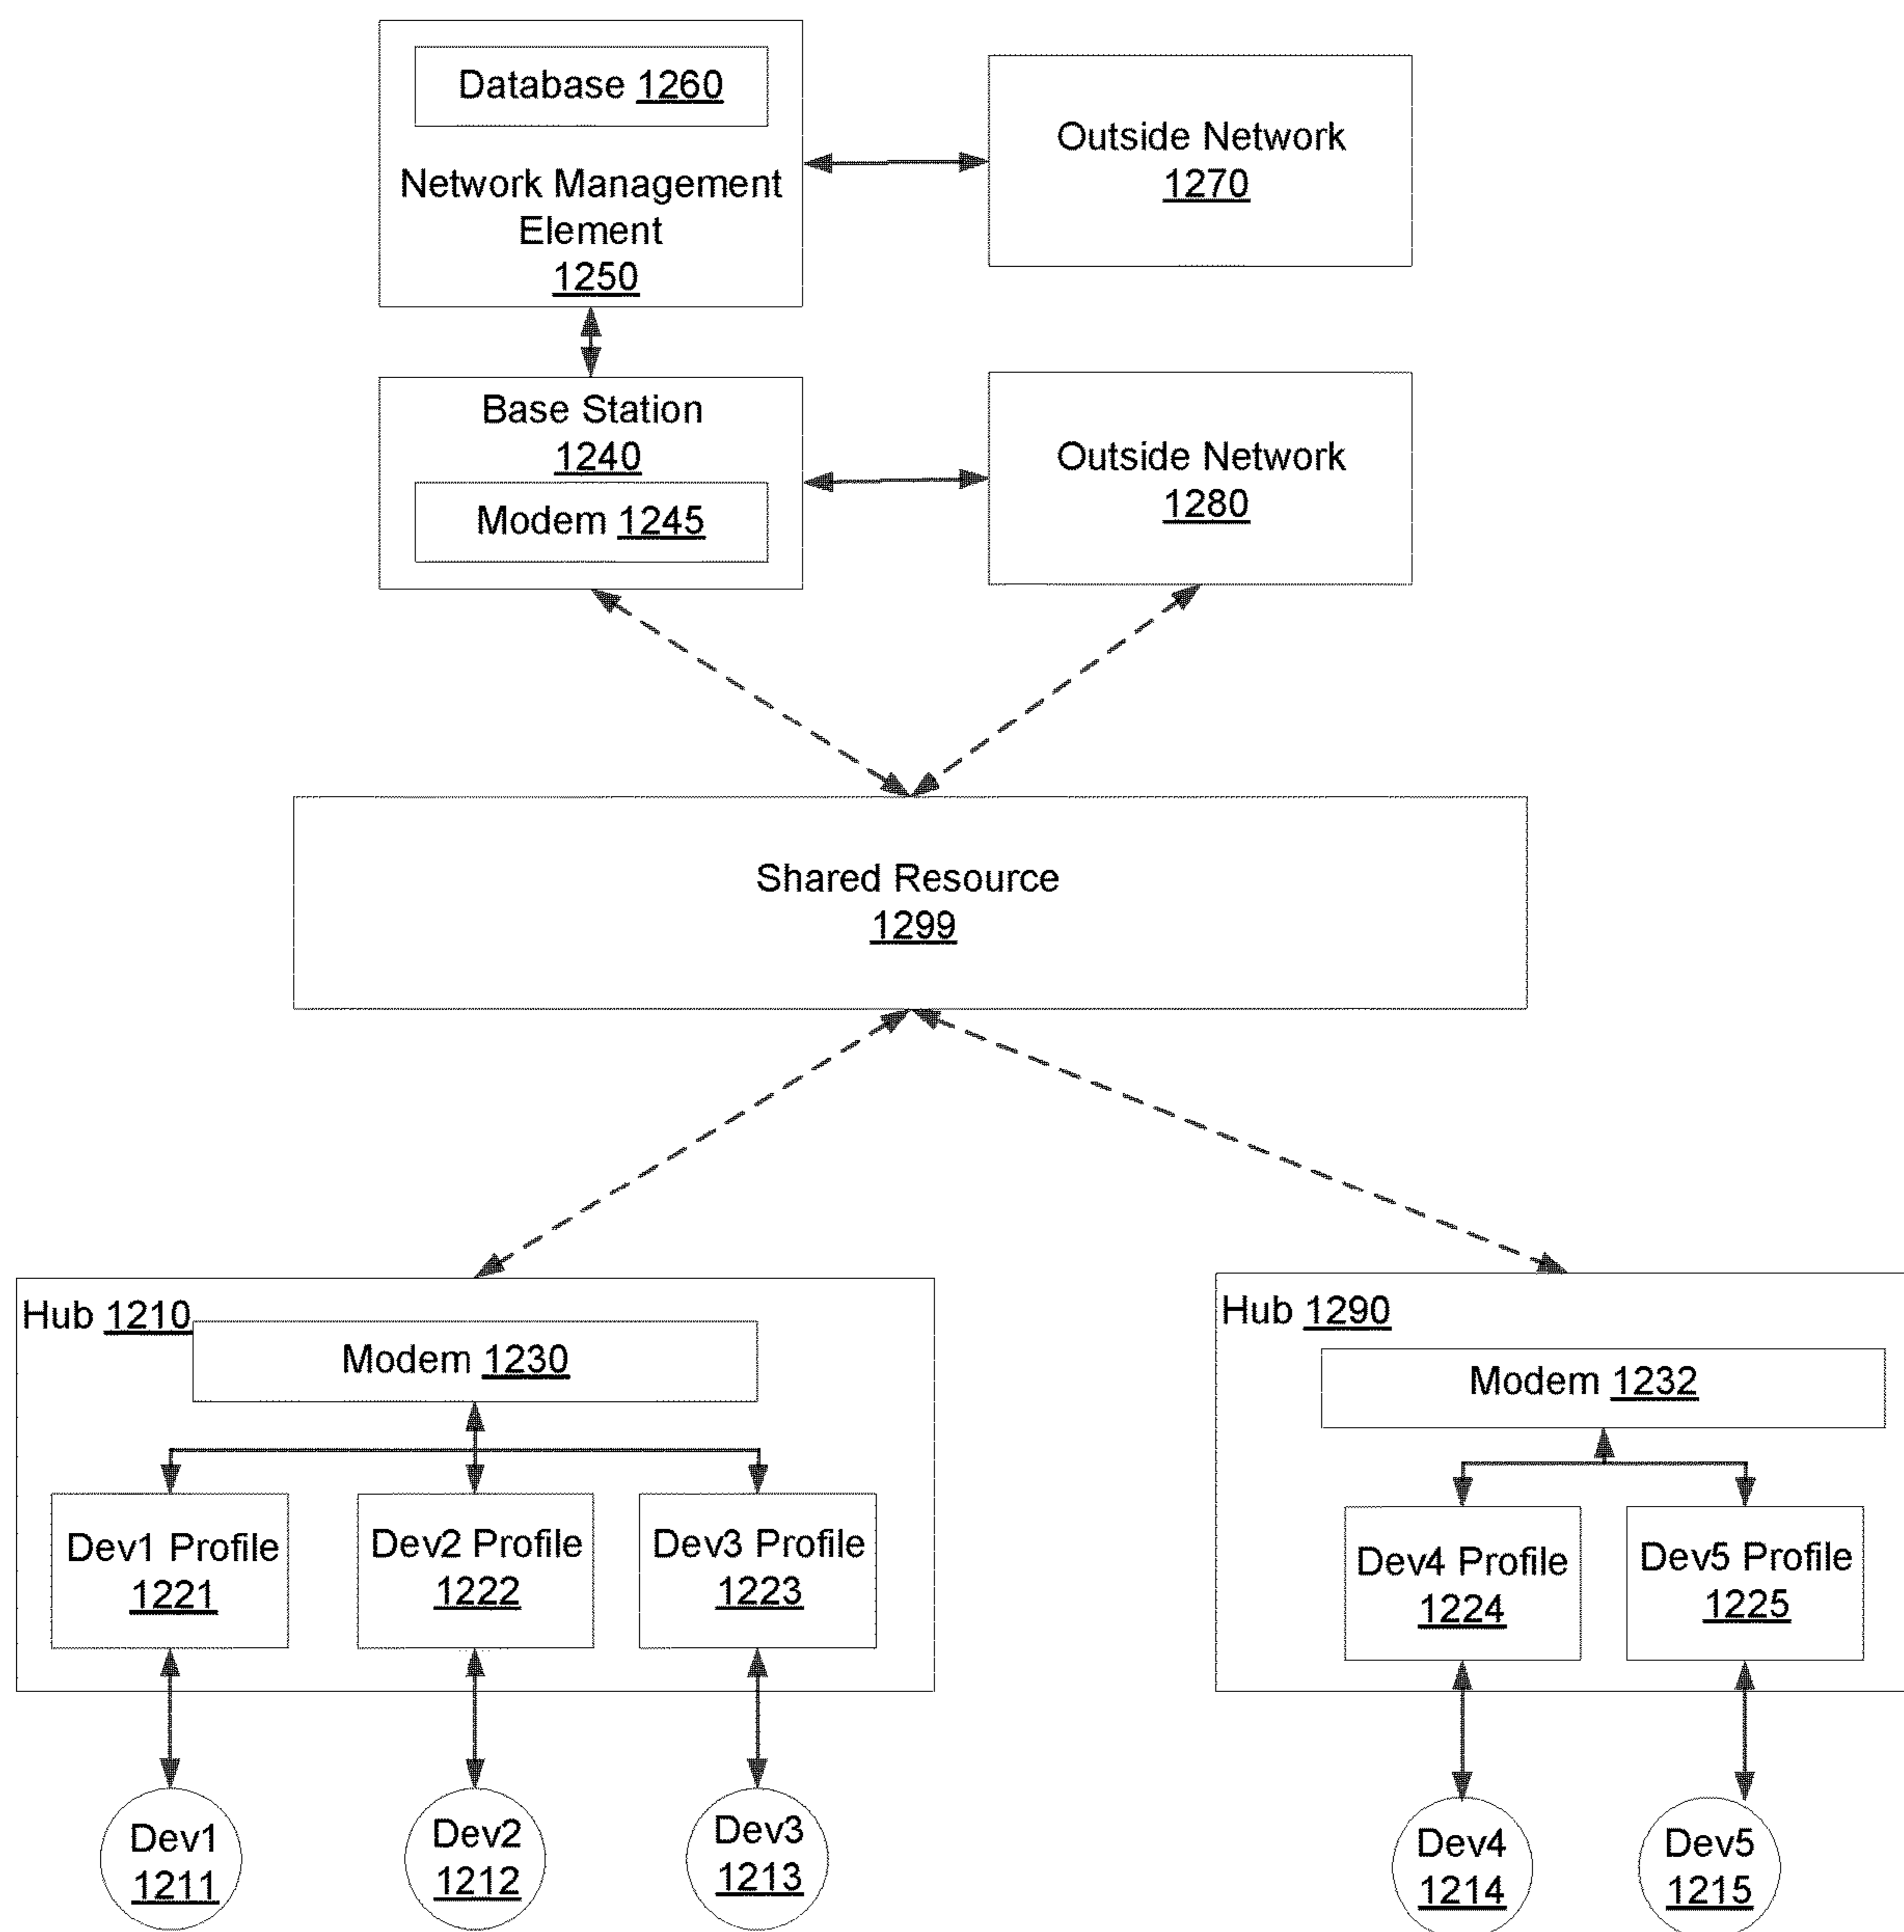 Database 1260
Network Management
Element
1250
Outside Network
1270
Base Station
1240
Modem 1245
Outside Network
1280
Shared Resource
1299
Hub 1210
Modem 1230
Dev1 Profile
1221
Dev2 Profile
1222
Dev3 Profile
1223
Hub 1290
Modem 1232
Dev4 Profile
1224
Dev5 Profile
1225
Dev1
1211
Dev2
1212
Dev3
1213
Dev4
1214
Dev5
1215